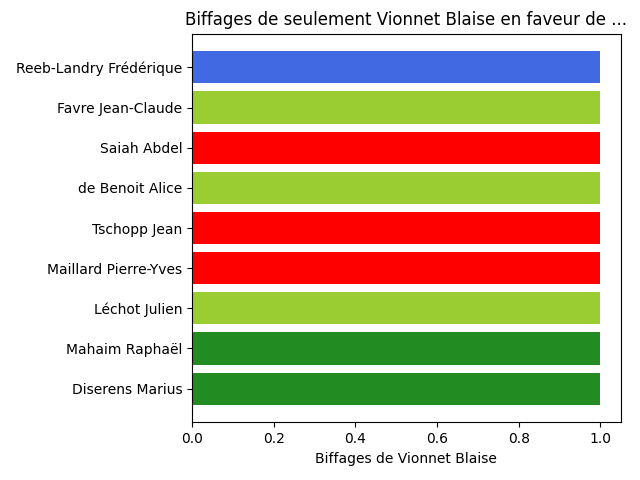 Biffages de seulement Vionnet Blaise en faveur de ...
Reeb-Landry Frédérique
Favre Jean-Claude
Saiah Abdel
de Benoit Alice
Tschopp Jean
Maillard Pierre-Yves
Léchot Julien
Mahaim Raphaël
Diserens Marius
0.0 0.2 0.4 0.6 0.8 1.0
Biffages de Vionnet Blaise